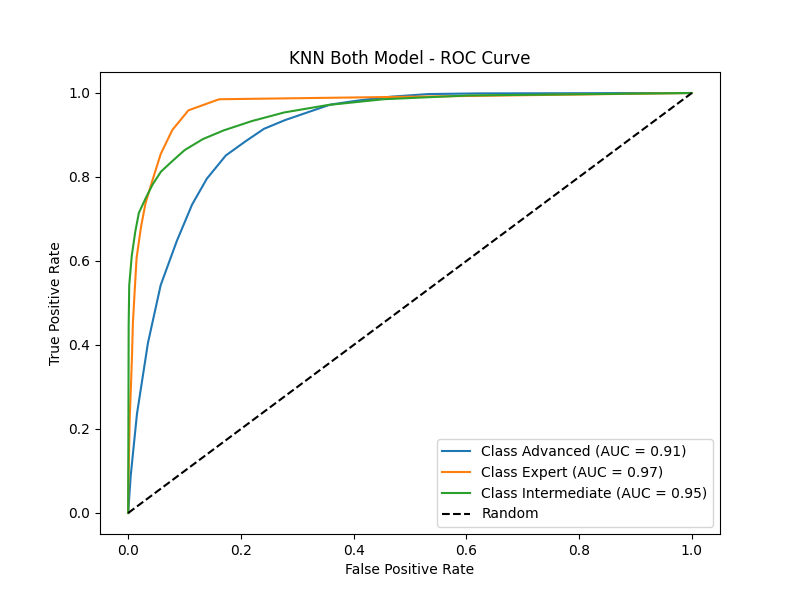 KNN Both Model - ROC Curve
True Positive Rate
1.0
0.8
0.6
0.4
0.2
0.0
Class Advanced (AUC = 0.91)
Class Expert (AUC = 0.97)
Class Intermediate (AUC = 0.95)
Random
0.0 0.2 0.4 0.6 0.8 1.0
False Positive Rate